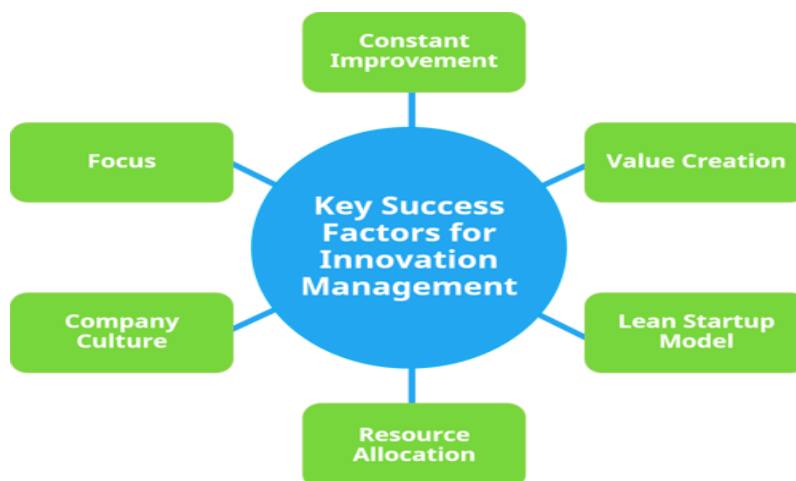 Constant
Improvement
Focus
Value Creation
Key Success
Factors for
Innovation
Management
Company
Culture
Lean Startup
Model
Resource
Allocation